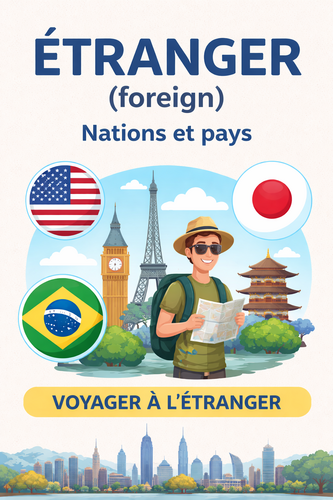 ÉTRANGER
(foreign)
Nations et pays
VOYAGER À L'ÉTRANGER